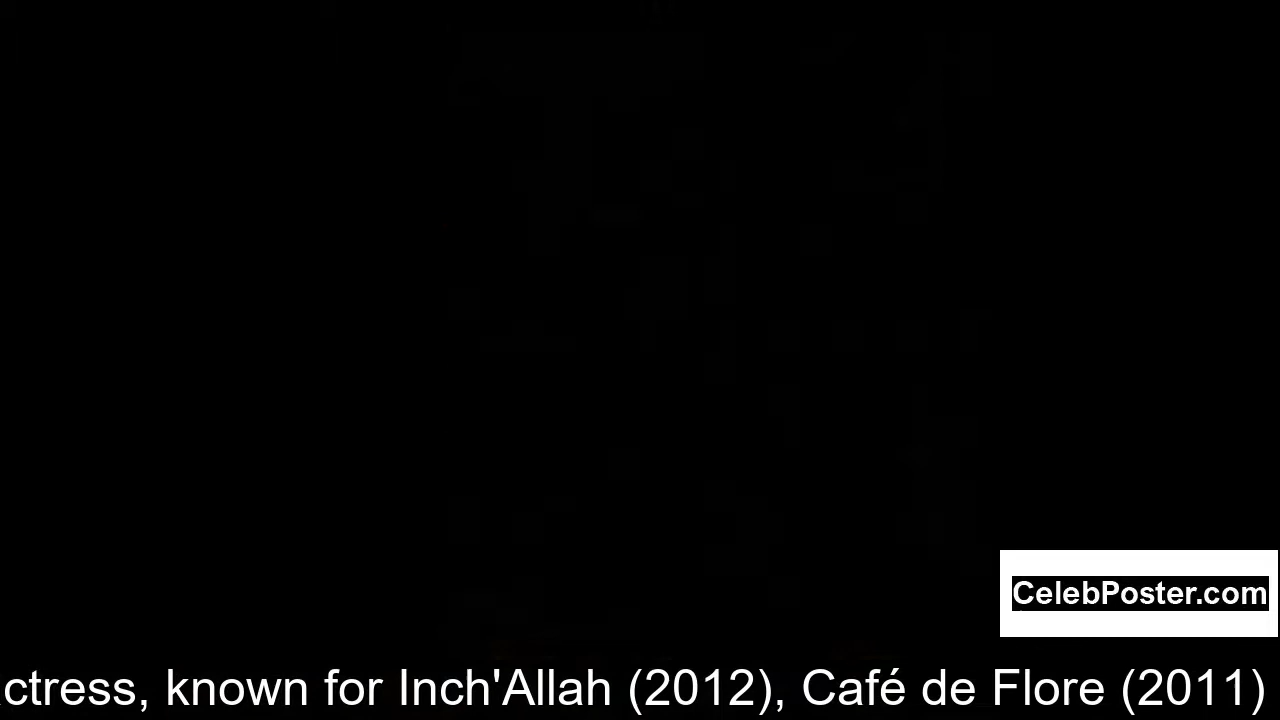 CelebPoster.com
ctress, known for Inch'Allah (2012), Café de Flore (2011)